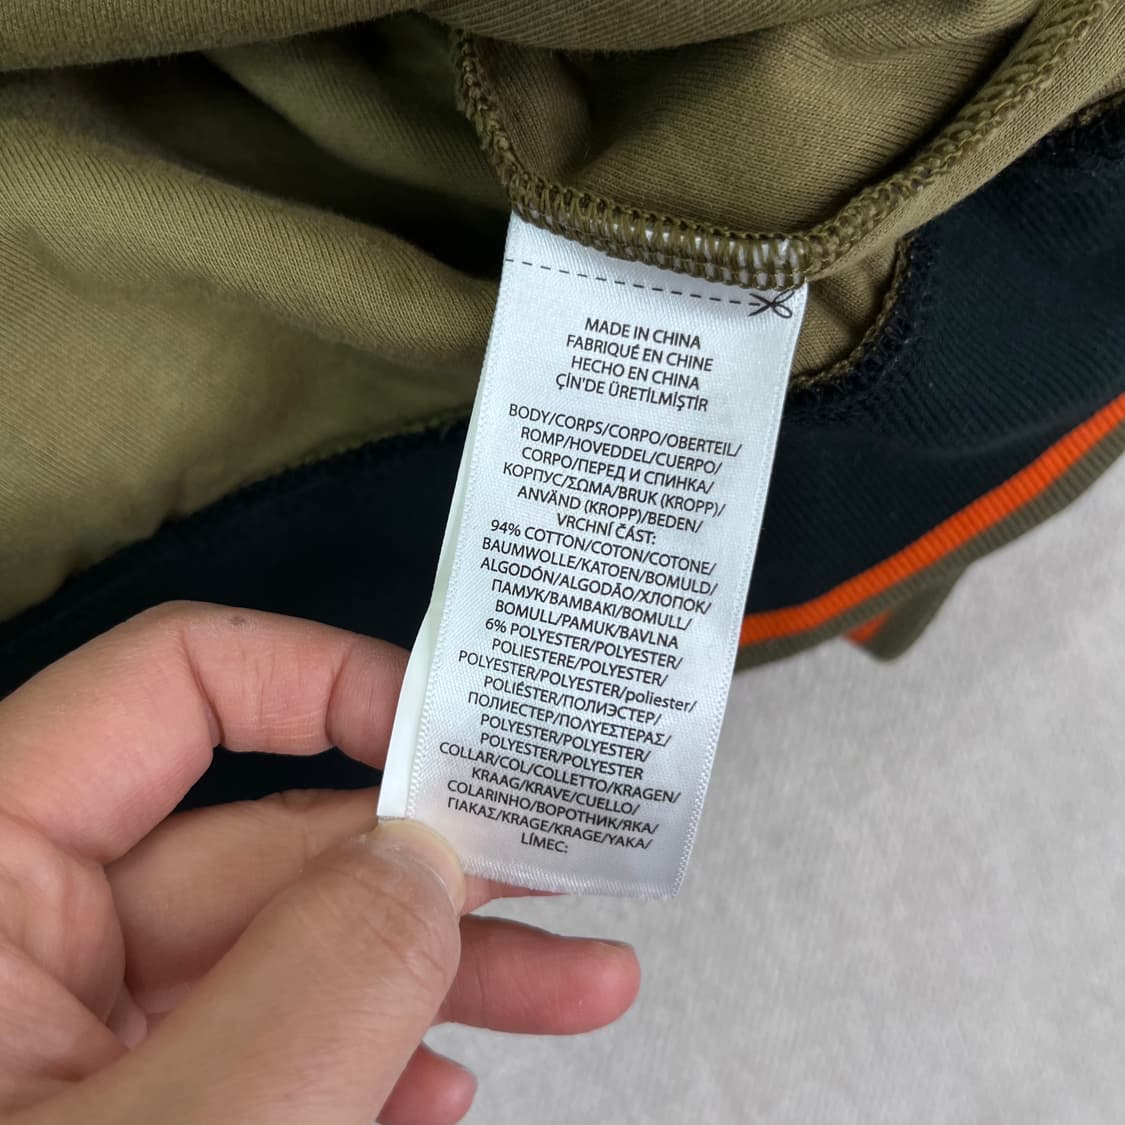 MADE IN CHINA
FABRIQUÉ EN CHINE
HECHO EN CHINA
ÇİN'DE ÜRETİLMİŞTİR
BODY/CORPS/CORPO/OBERTEIL/
ROMP/HOVEDDEL/CUERPO/
CORPO/ПЕРЕД И СПИНКА/
КОРПУС/ΣΩΜΑ/BRUK (KROPP)/
ANVÄND (KROPP)/BEDEN/
VRCHNÍ ČÁST:
94% COTTON/COTON/COTONE/
BAUMWOLLE/KATOEN/BOMULD/
ALGODÓN/ALGODÃO/ХЛОПОК/
ПАМУК/ΒΑΜΒΑΚΙ/BOMULL/
BOMULL/PAMUK/BAVLNA
6% POLYESTER/POLYESTER/
POLIESTERE/POLYESTER/
POLYESTER/POLYESTER/poliester/
POLIÉSTER/ПОЛИЭСТЕР/
ПОЛИЕСТЕР/ΠΟΛΥΕΣΤΕΡΑΣ/
POLYESTER/POLYESTER/
POLYESTER/POLYESTER
COLLAR/COL/COLLETTO/KRAGEN/
KRAAG/KRAVE/CUELLO/
COLARINHO/ВОРОТНИК/ЯКА/
ΓΙΑΚΑΣ/KRAGE/KRAGE/YAKA/
LÍMEC: